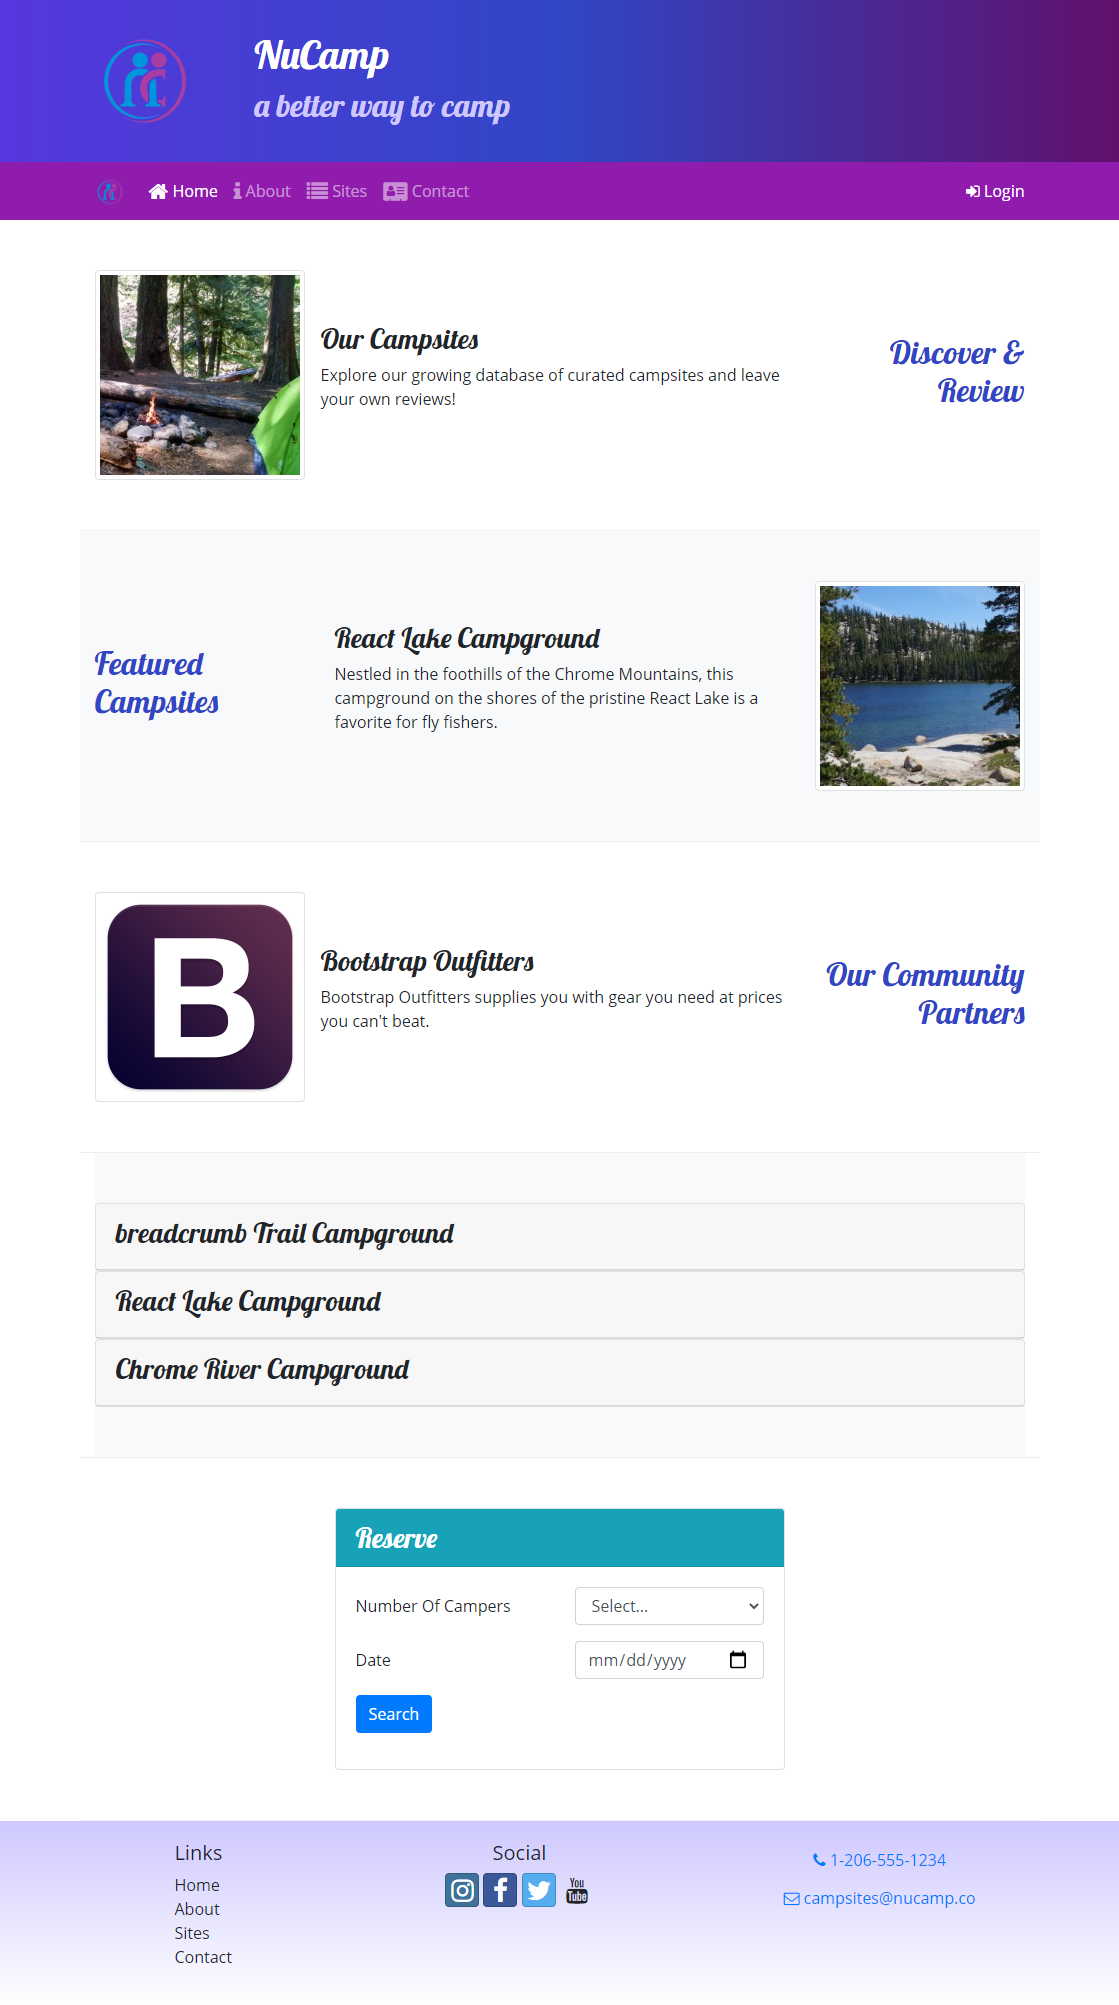 NuCamp
a better way to camp
Home About Sites Contact Login
Our Campsites
Explore our growing database of curated campsites and leave
your own reviews!
Discover &
Review
Featured
Campsites
React Lake Campground
Nestled in the foothills of the Chrome Mountains, this
campground on the shores of the pristine React Lake is a
favorite for fly fishers.
B
Bootstrap Outfitters
Bootstrap Outfitters supplies you with gear you need at prices
you can't beat.
Our Community
Partners
breadcrumb Trail Campground
React Lake Campground
Chrome River Campground
Reserve
Number Of Campers Select...
Date mm/dd/yyyy
Search
Links
Home
About
Sites
Contact
Social
You
Tube
1-206-555-1234
campsites@nucamp.co